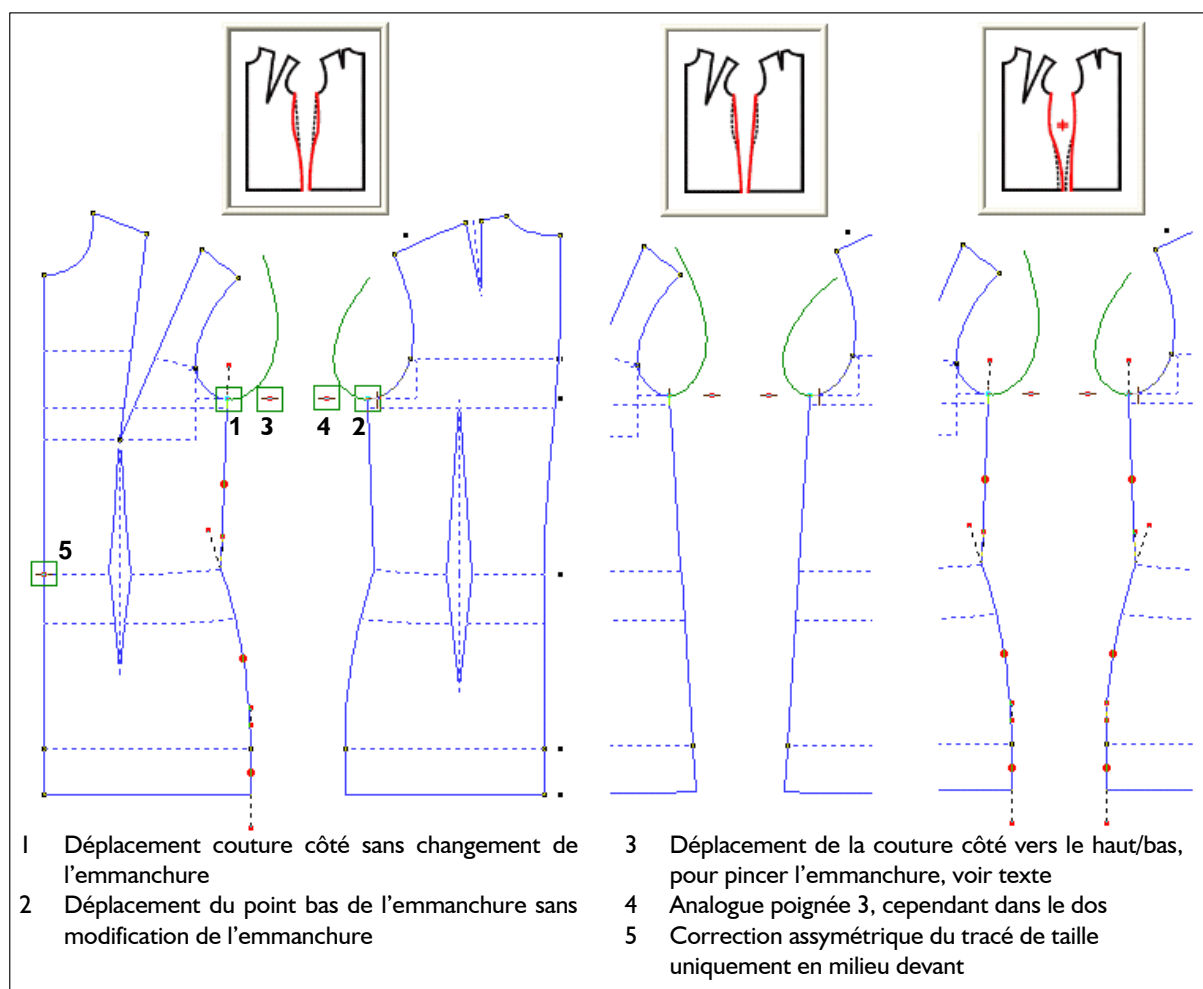 1
3
4
2
5
1 Déplacement couture côté sans changement de
l’emmanchure
2 Déplacement du point bas de l’emmanchure sans
modification de l’emmanchure
3 Déplacement de la couture côté vers le haut/bas,
pour pincer l’emmanchure, voir texte
4 Analogue poignée 3, cependant dans le dos
5 Correction assymétrique du tracé de taille
uniquement en milieu devant